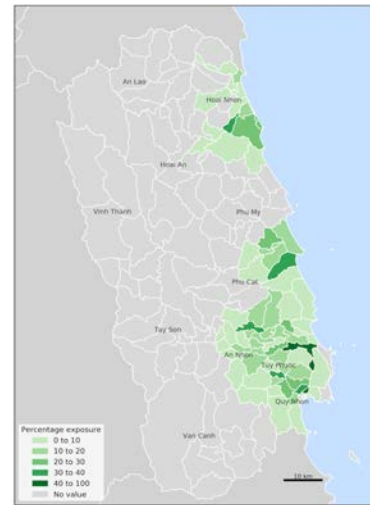 An Lao
Hoai Nhon
Hoai An
Vinh Thanh
Phu My
Phu Cat
Tay Son
An Nhon
Tuy Phuoc
Quy Nhon
Van Canh
Percentage exposure
0 to 10
10 to 20
20 to 30
30 to 40
40 to 100
No value
10 km